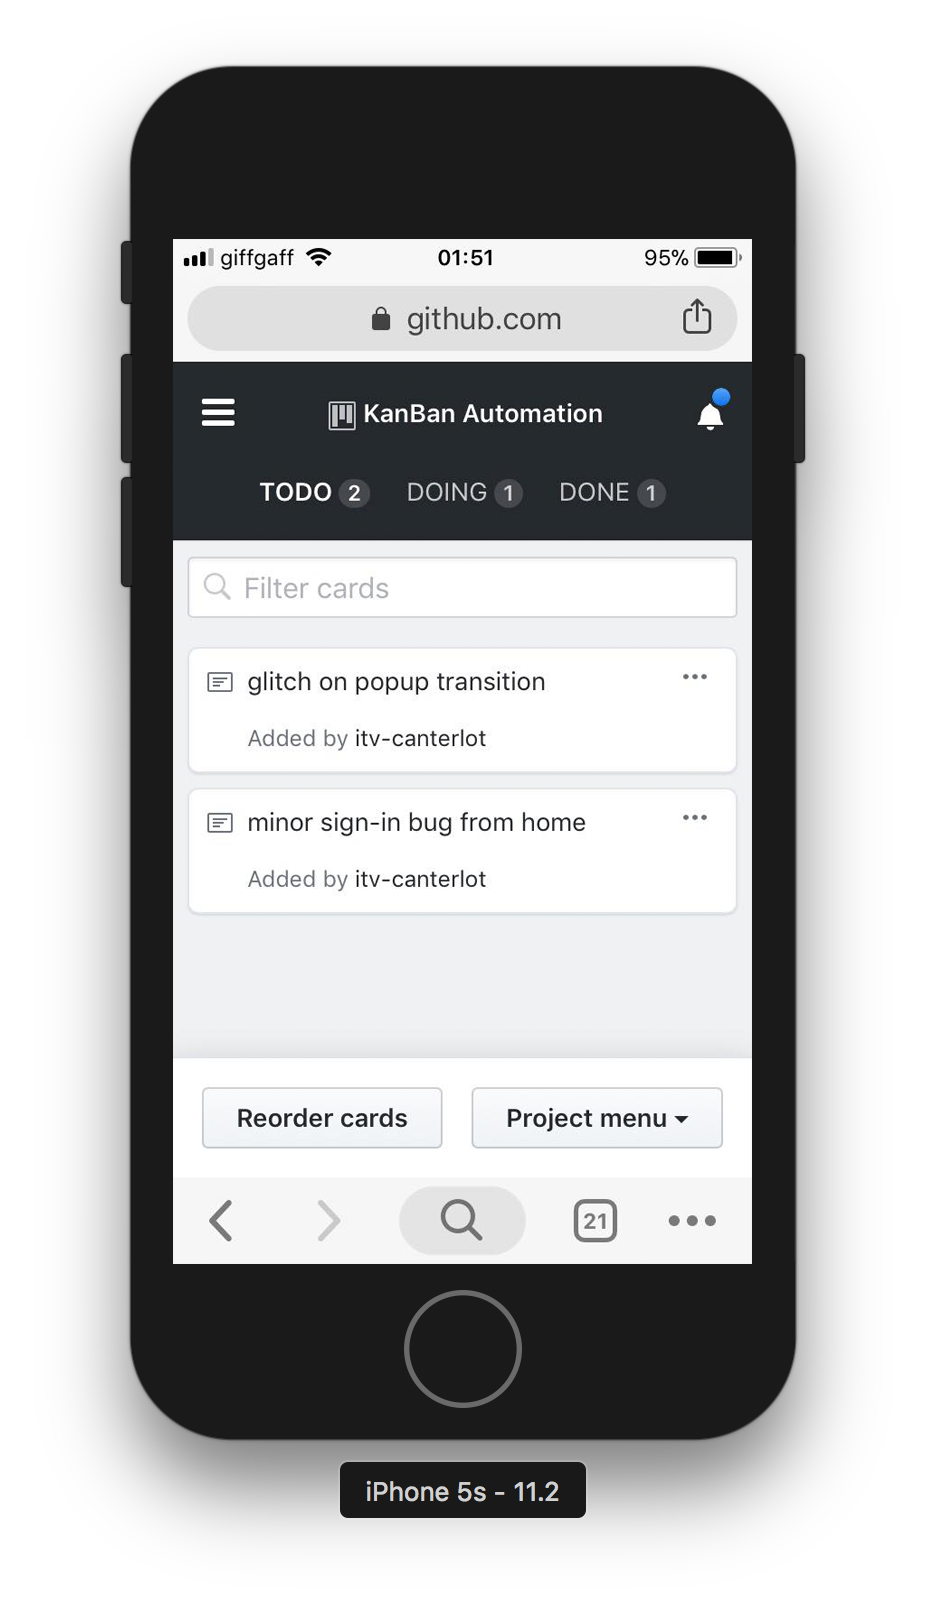 giffgaff 01:51 95%
github.com
KanBan Automation
TODO 2 DOING 1 DONE 1
Filter cards
glitch on popup transition
Added by itv-canterlot
minor sign-in bug from home
Added by itv-canterlot
Reorder cards Project menu
21
iPhone 5s - 11.2